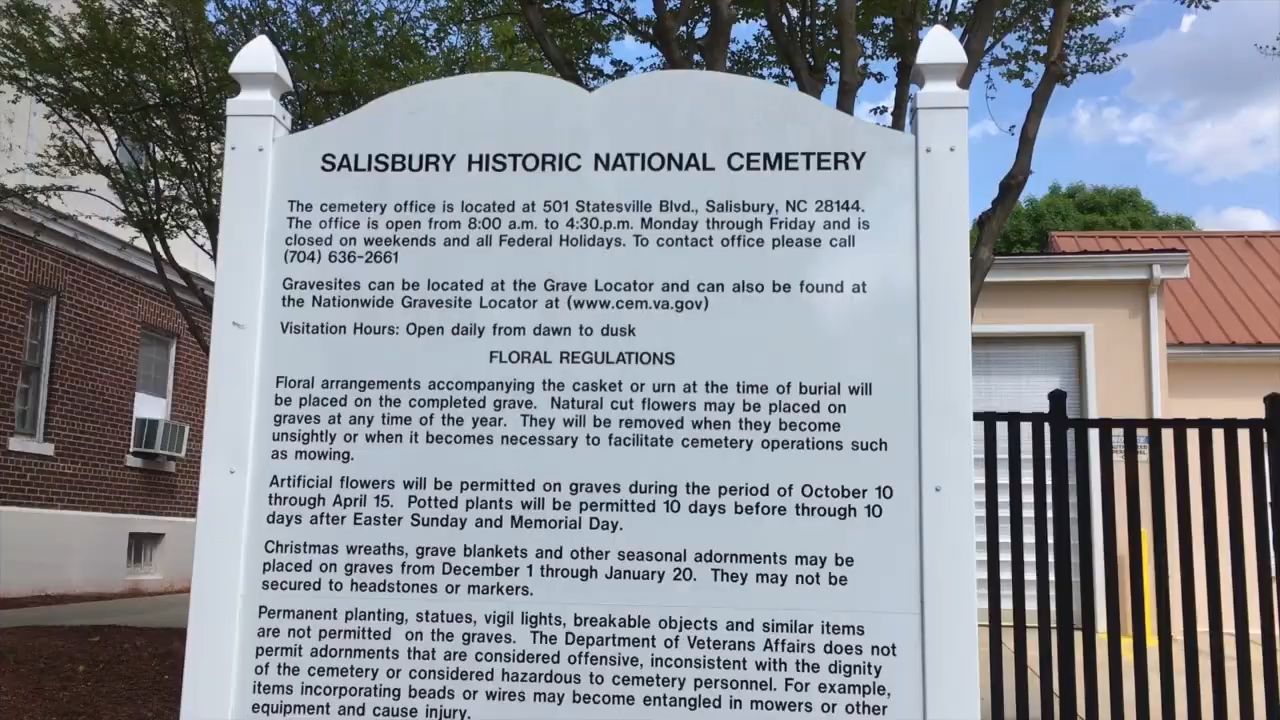 SALISBURY HISTORIC NATIONAL CEMETERY
The cemetery office is located at 501 Statesville Blvd., Salisbury, NC 28144.
The office is open from 8:00 a.m. to 4:30.p.m. Monday through Friday and is
closed on weekends and all Federal Holidays. To contact office please call
(704) 636-2661
Gravesites can be located at the Grave Locator and can also be found at
the Nationwide Gravesite Locator at (www.cem.va.gov)
Visitation Hours: Open daily from dawn to dusk
FLORAL REGULATIONS
Floral arrangements accompanying the casket or urn at the time of burial will
be placed on the completed grave. Natural cut flowers may be placed on
graves at any time of the year. They will be removed when they become
unsightly or when it becomes necessary to facilitate cemetery operations such
as mowing.
Artificial flowers will be permitted on graves during the period of October 10
through April 15. Potted plants will be permitted 10 days before through 10
days after Easter Sunday and Memorial Day.
Christmas wreaths, grave blankets and other seasonal adornments may be
placed on graves from December 1 through January 20. They may not be
secured to headstones or markers.
Permanent planting, statues, vigil lights, breakable objects and similar items
are not permitted on the graves. The Department of Veterans Affairs does not
permit adornments that are considered offensive, inconsistent with the dignity
of the cemetery or considered hazardous to cemetery personnel. For example,
items incorporating beads or wires may become entangled in mowers or other
equipment and cause injury.